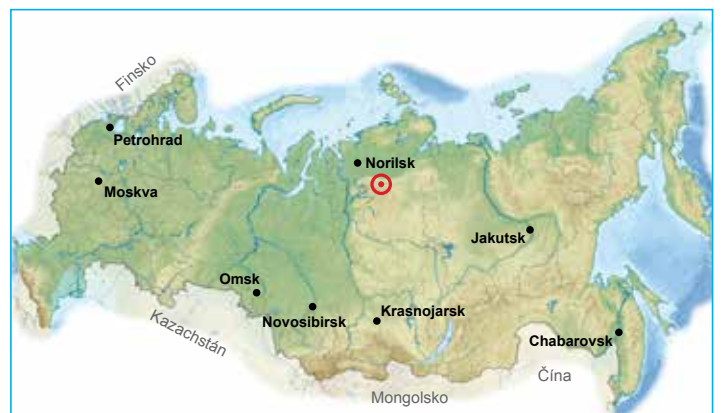 Finsko
Petrohrad
Norilsk
Moskva
Jakutsk
Omsk
Novosibirsk
Krasnojarsk
Kazachstán
Chabarovsk
Čína
Mongolsko